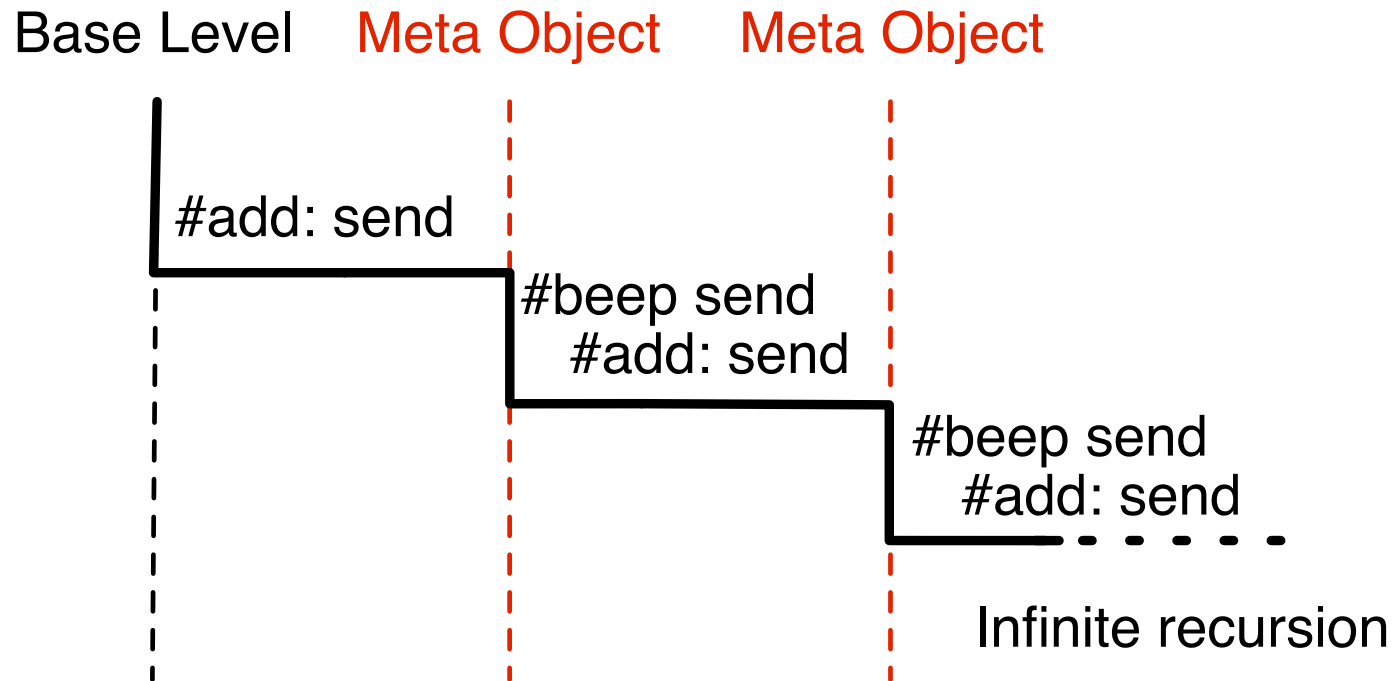 Base Level
Meta Object
Meta Object
#add: send
#beep send
#add: send
#beep send
#add: send
Infinite recursion